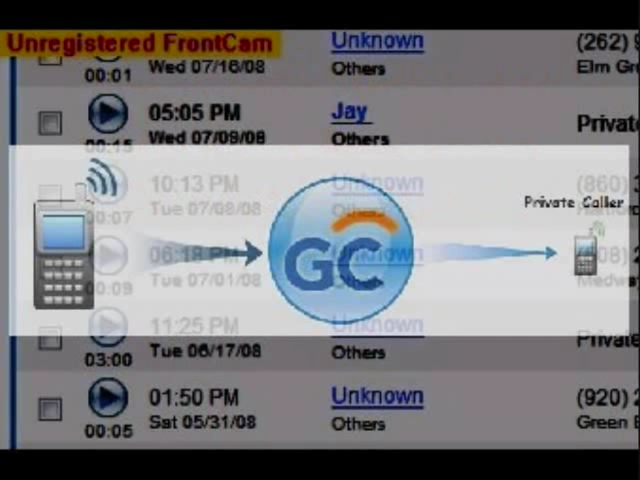 Unregistered FrontCam
Unknown
(262)
00:01
Wed 07/16/08
Others
Elm
05:05 PM
Jay
Private
00:15
Wed 07/09/08
Others
10:13 PM
Unknown
(860)
Private Caller
00:07
Tue 07/08/08
Others
GC
06:18 PM
Unknown
00:09
Tue 07/01/08
Others
11:25 PM
Unknown
Private
03:00
Tue 06/17/08
Others
01:50 PM
Unknown
(920)
00:05
Sat 05/31/08
Others
Green